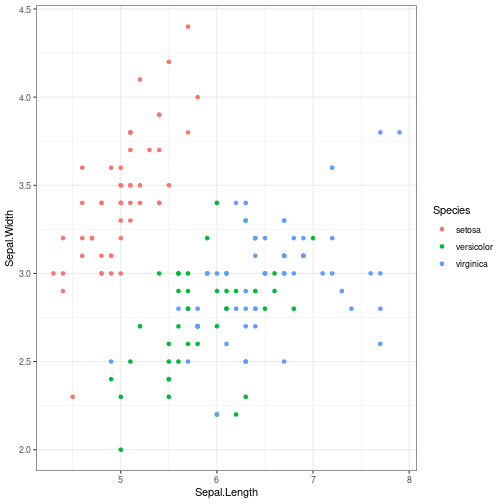 4.5
4.0
3.5
3.0
2.5
2.0
Sepal.Width
5 6 7 8
Sepal.Length
Species
setosa
versicolor
virginica